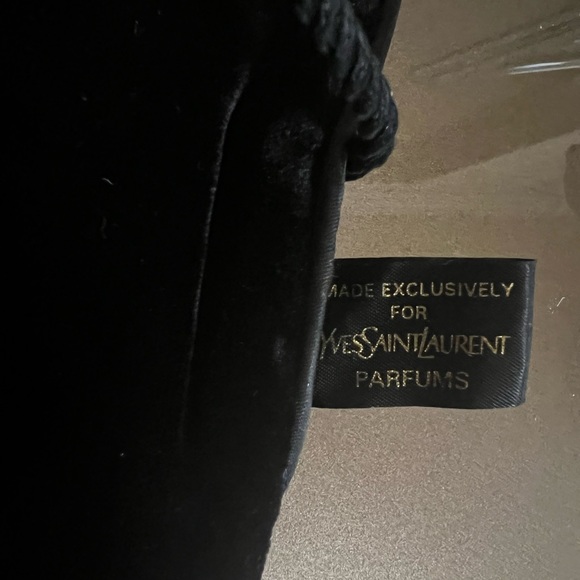 MADE EXCLUSIVELY
FOR
YVESSAINTLAURENT
PARFUMS